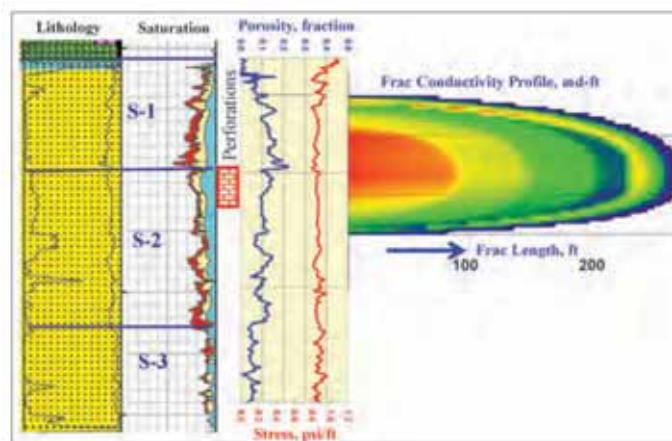 Lithology Saturation Porosity, fraction
Frac Conductivity Profile, md-ft
S-1
Perforations
S-2
Frac Length, ft
100 200
S-3
Stress, psi/ft